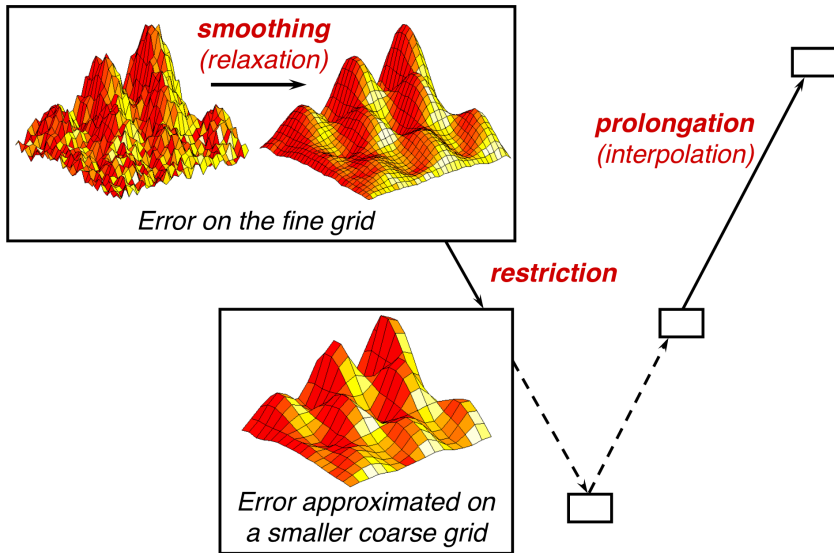 smoothing
(relaxation)
Error on the fine grid
prolongation
(interpolation)
restriction
Error approximated on
a smaller coarse grid